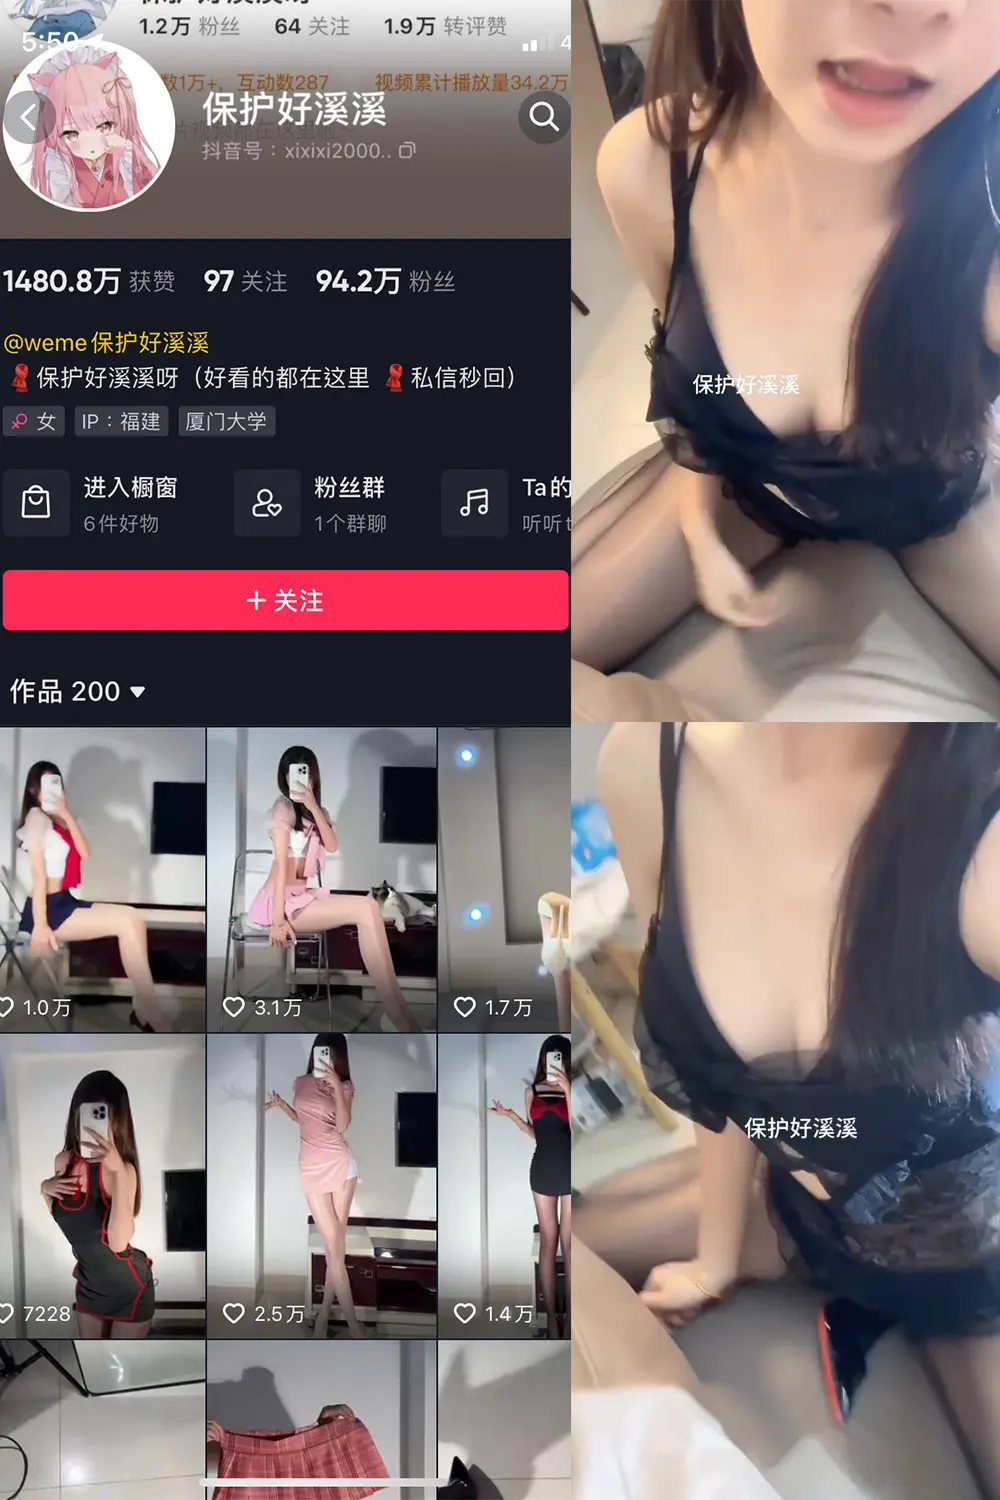 1.2万 粉丝 64 关注 1.9万 转评赞
5:50
数1万+，互动数287 视频累计播放量34.2万
保护好溪溪
抖音号：xixixi2000..
1480.8万 获赞 97 关注 94.2万 粉丝
@weme保护好溪溪
保护好溪溪呀（好看的都在这里 私信秒回）
女 IP：福建 厦门大学
进入橱窗
6件好物
粉丝群
1个群聊
Ta的
听听t
+ 关注
作品 200
1.0万
3.1万
1.7万
7228
2.5万
1.4万
保护好溪溪
保护好溪溪